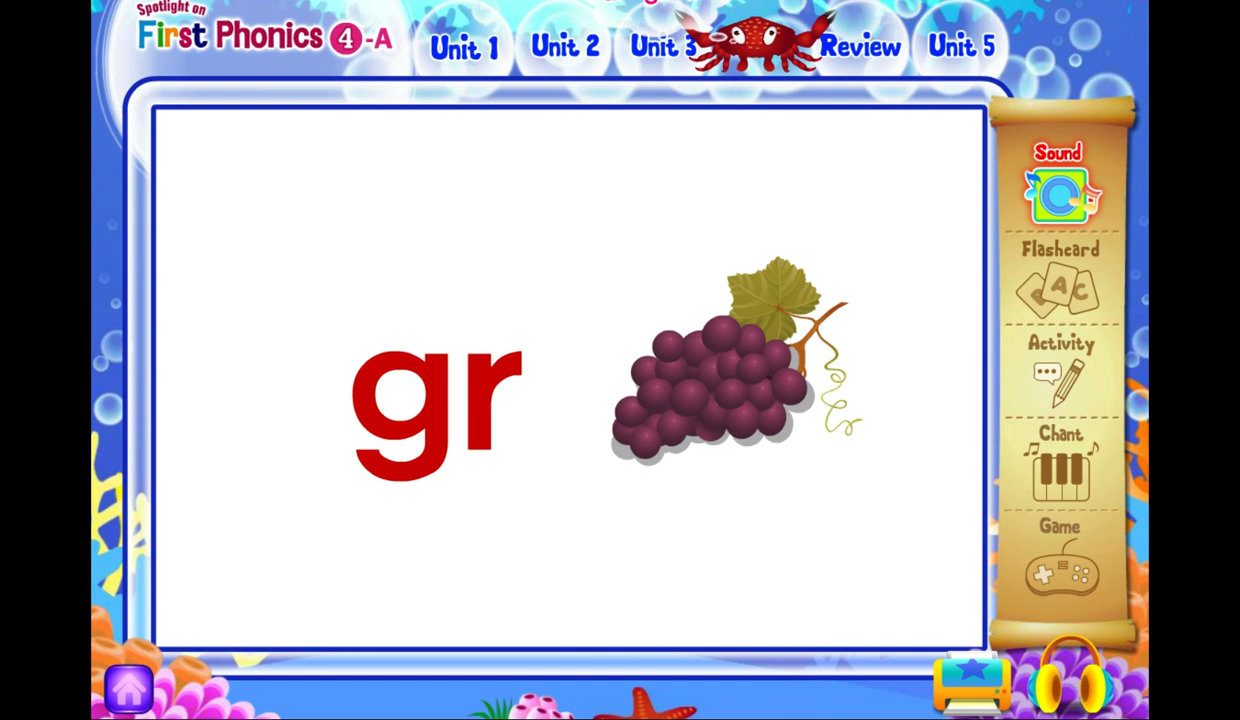 Spotlight on
First Phonics 4-A
Unit 1
Unit 2
Unit 3
Review
Unit 5
gr
Sound
Flashcard
A C
Activity
Chant
Game